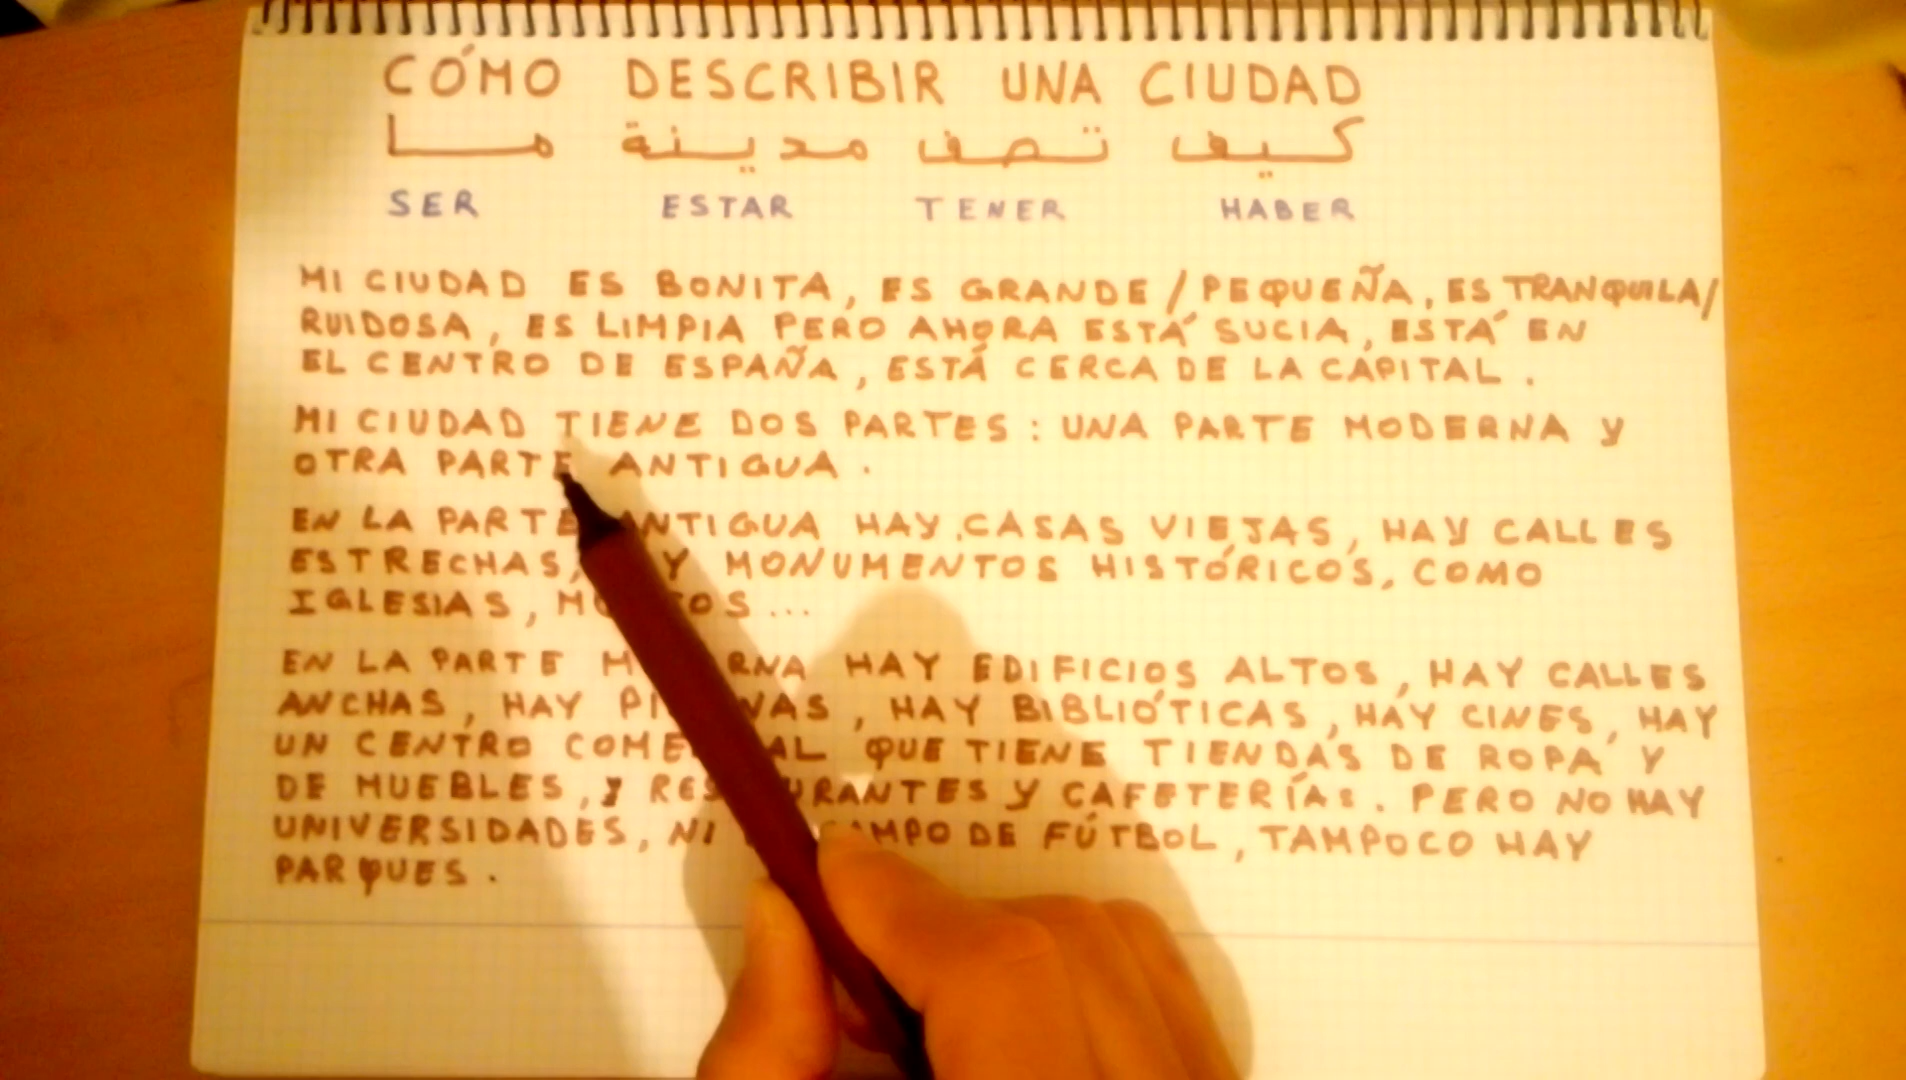 CÓMO DESCRIBIR UNA CIUDAD
كيف تصف مدينة ما
SER ESTAR TENER HABER
MI CIUDAD ES BONITA, ES GRANDE/PEQUEÑA, ES TRANQUILA/
RUIDOSA, ES LIMPIA PERO AHORA ESTÁ SUCIA, ESTÁ EN
EL CENTRO DE ESPAÑA, ESTÁ CERCA DE LA CAPITAL.
MI CIUDAD TIENE DOS PARTES: UNA PARTE MODERNA Y
OTRA PARTE ANTIGUA.
EN LA PARTE ANTIGUA HAY CASAS VIEJAS, HAY CALLES
ESTRECHAS, Y MONUMENTOS HISTÓRICOS, COMO
IGLESIAS, ...
EN LA PARTE HAY EDIFICIOS ALTOS, HAY CALLES
ANCHAS, HAY , HAY BIBLIÓTICAS, HAY CINES, HAY
UN CENTRO QUE TIENE TIENDAS DE ROPA Y
DE MUEBLES, Y CAFETERÍAS. PERO NO HAY
UNIVERSIDADES, NI CAMPO DE FÚTBOL, TAMPOCO HAY
PARQUES.